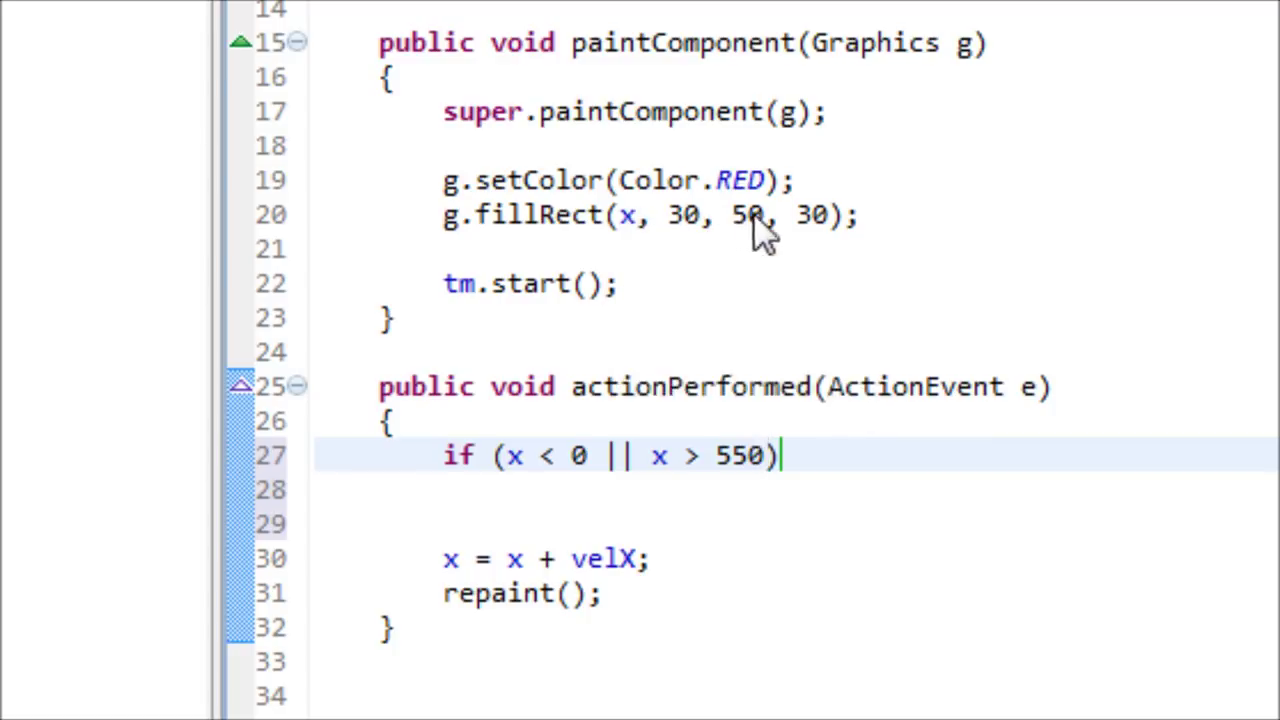 14
15 public void paintComponent(Graphics g)
16 {
17 super.paintComponent(g);
18
19 g.setColor(Color.RED);
20 g.fillRect(x, 30, 50, 30);
21
22 tm.start();
23 }
24
25 public void actionPerformed(ActionEvent e)
26 {
27 if (x < 0 || x > 550)
28
29
30 x = x + velX;
31 repaint();
32 }
33
34